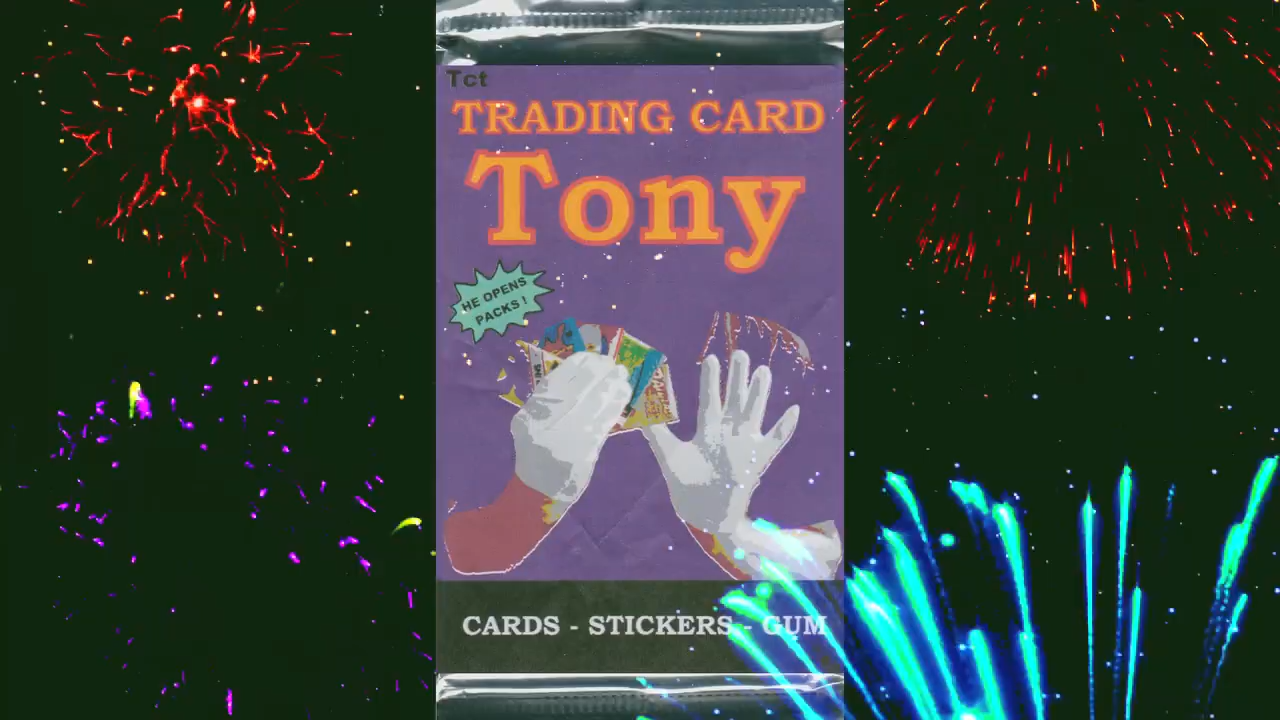 Tct
TRADING CARD
Tony
HE OPENS
PACKS !
CARDS - STICKERS - GUM